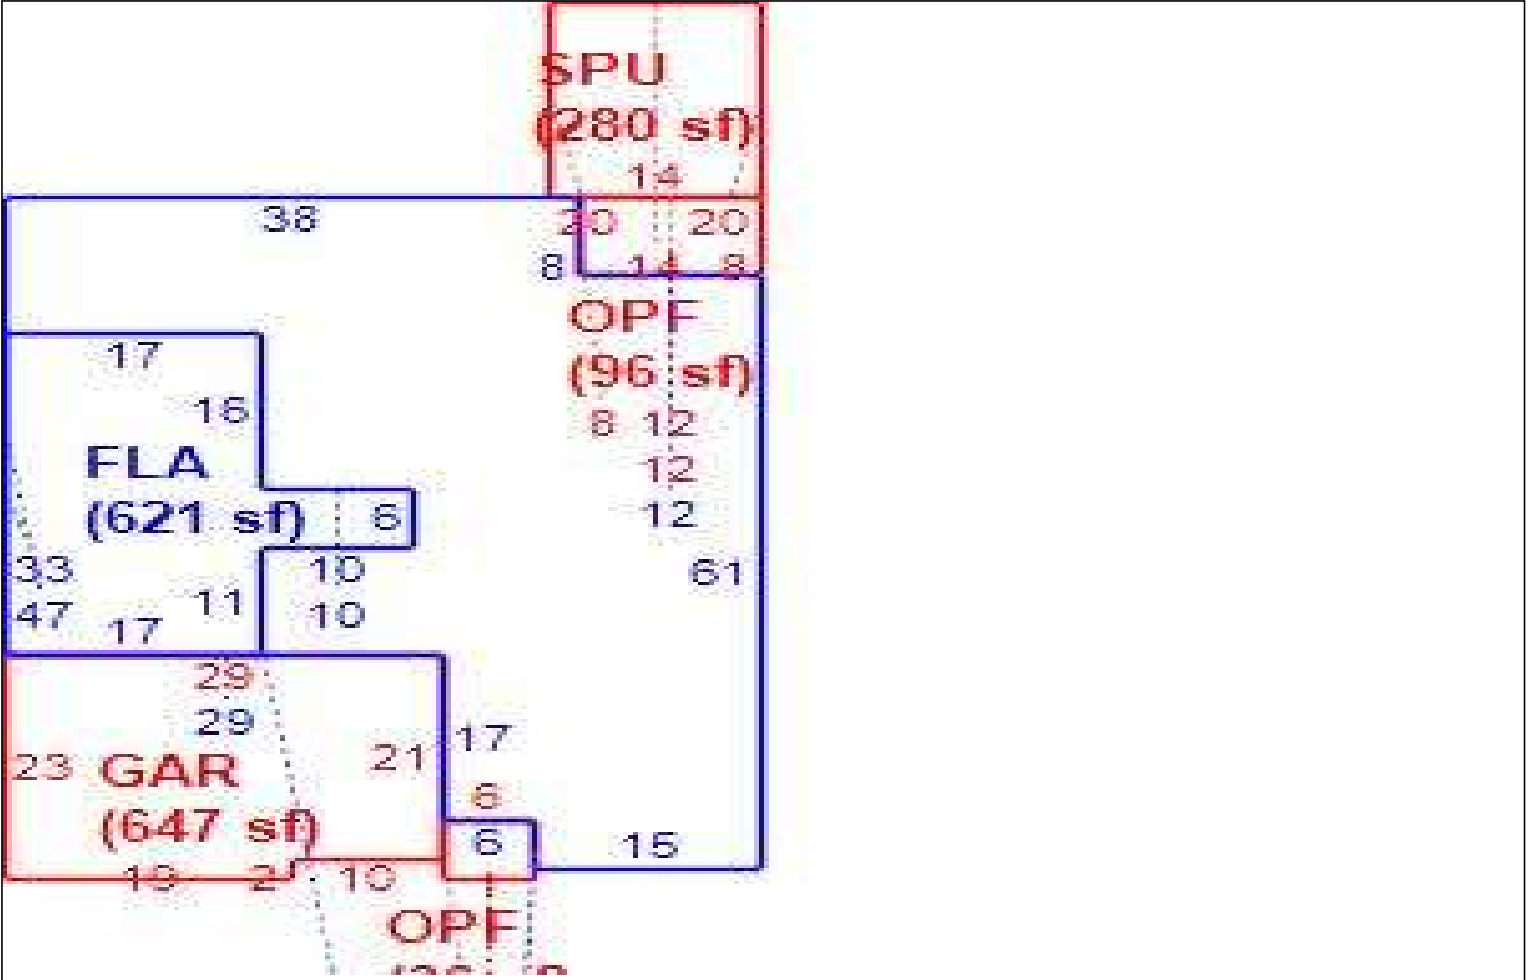 SPU
(280 sf)
14
38
20 20
8 14 8
OPF
17
(96 sf)
16 8 12
FLA 12
(621 sf) 6 12
33 10 61
47 17 11 10
29
29 17
23 GAR 21
6
(647 sf) 6 15
19 2 10
OPF